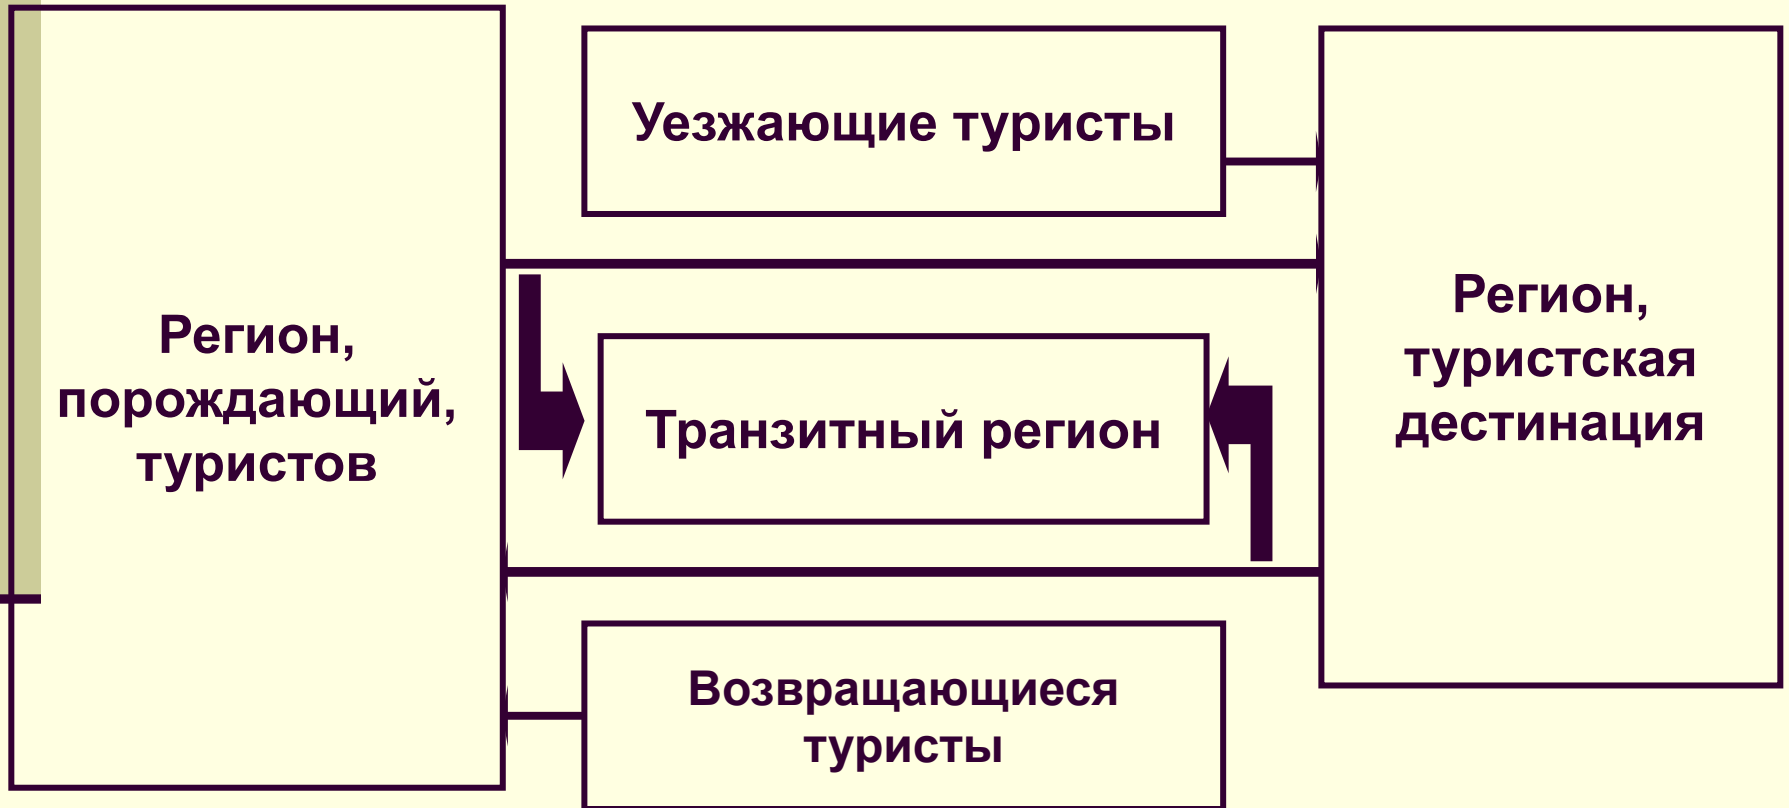 Уезжающие туристы
Регион,
порождающий,
туристов
Транзитный регион
Регион,
туристская
дестинация
Возвращающиеся
туристы